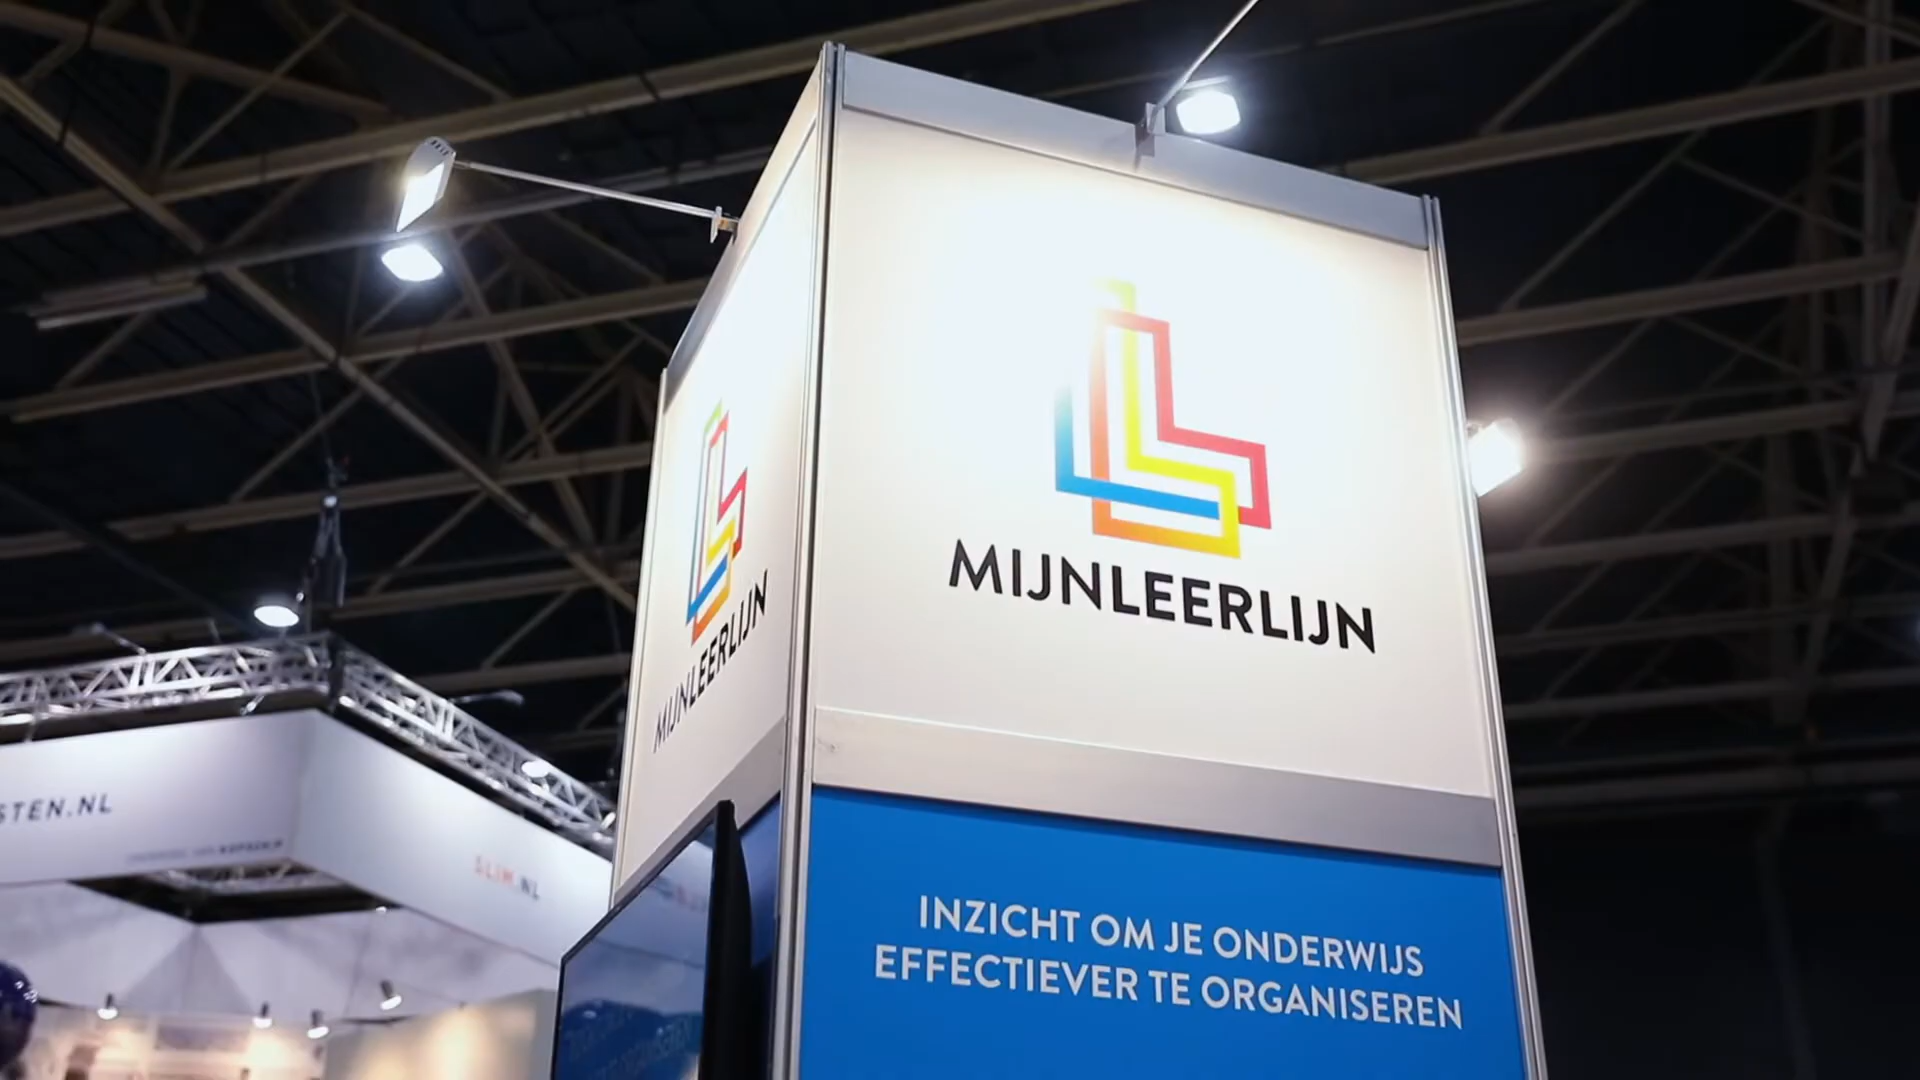 MIJNLEERLIJN
MIJNLEERLIJN
INZICHT OM JE ONDERWIJS
EFFECTIEVER TE ORGANISEREN
STEN.NL
SLIM.NL